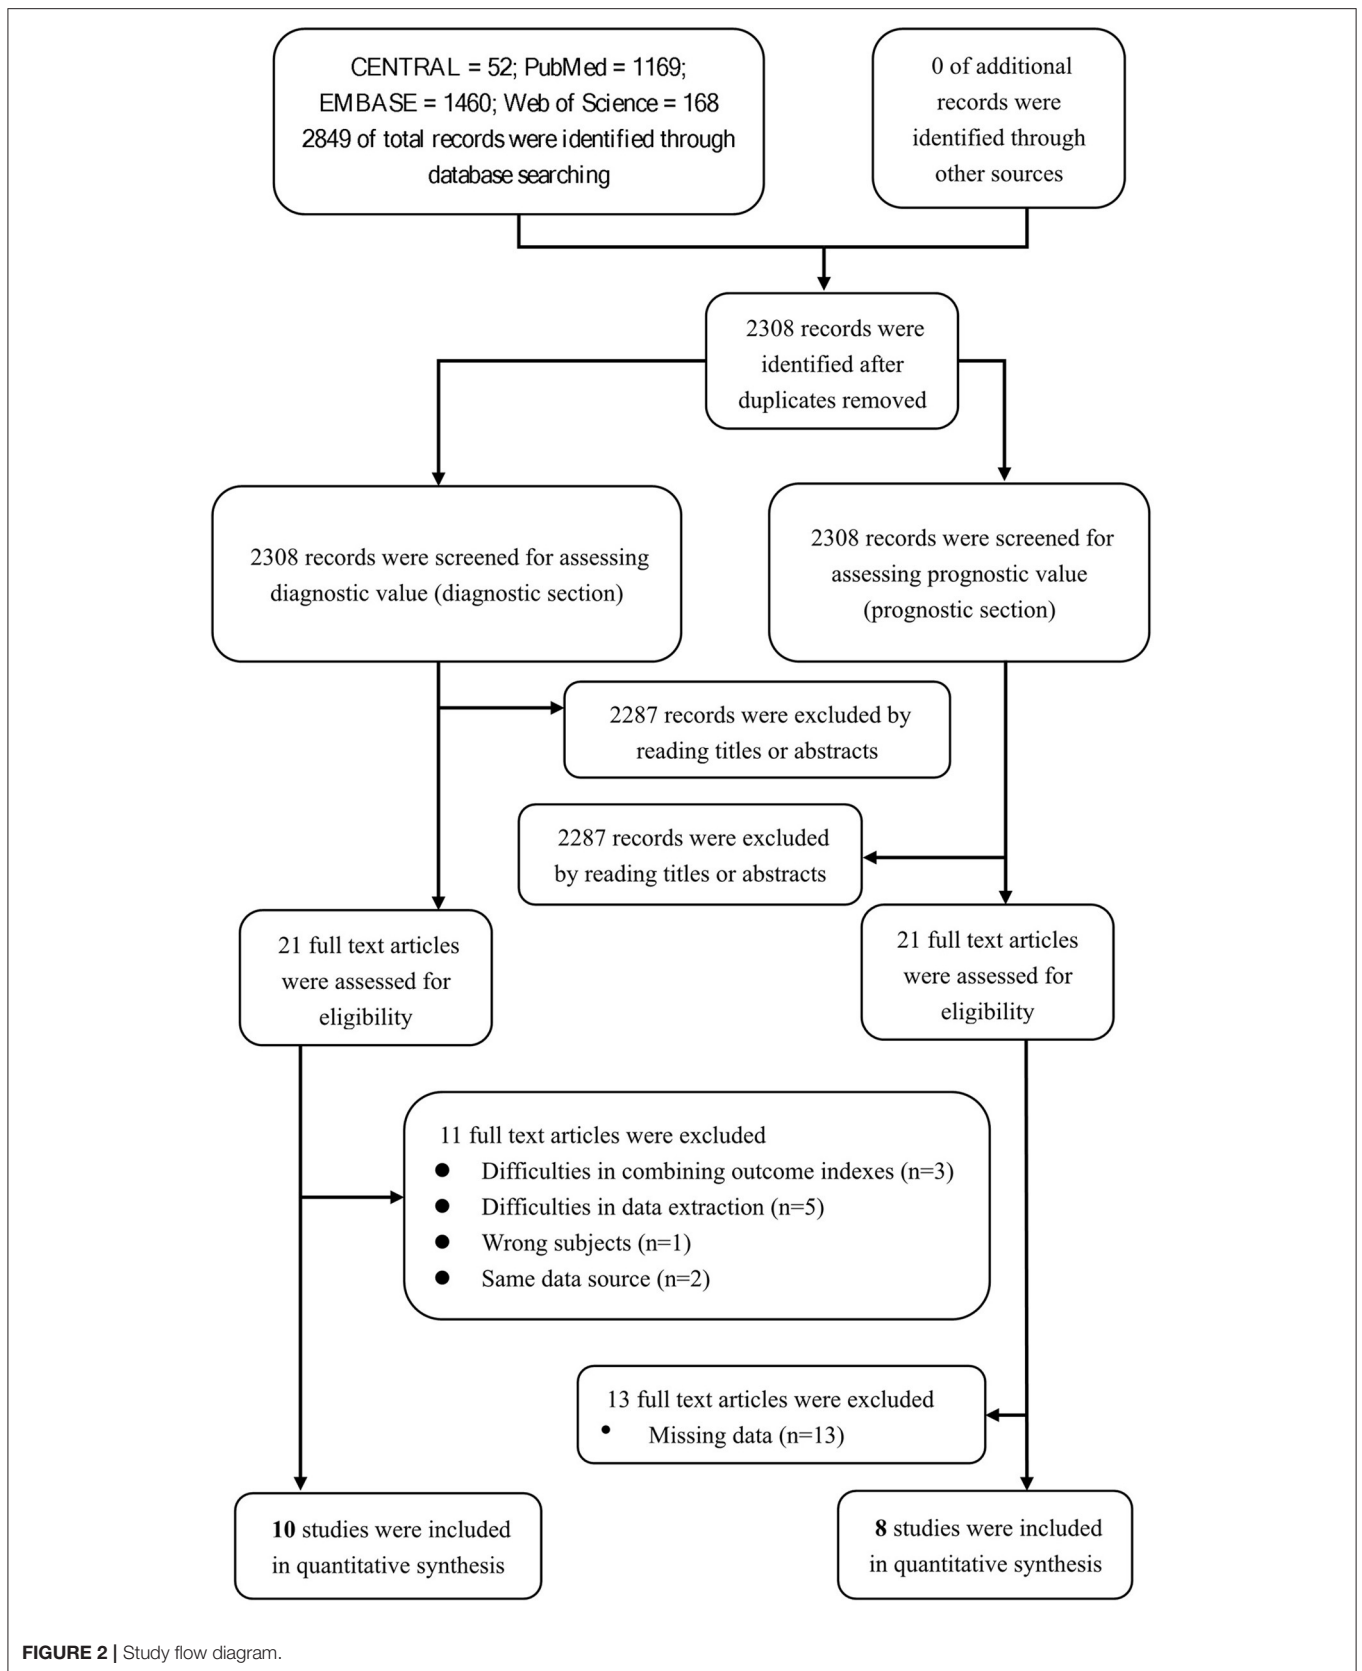 CENTRAL = 52; PubMed = 1169;
EMBASE = 1460; Web of Science = 168
2849 of total records were identified through
database searching
0 of additional
records were
identified through
other sources
2308 records were
identified after
duplicates removed
2308 records were screened for assessing
diagnostic value (diagnostic section)
2308 records were screened for
assessing prognostic value
(prognostic section)
2287 records were excluded by
reading titles or abstracts
2287 records were excluded
by reading titles or abstracts
21 full text articles
were assessed for
eligibility
21 full text articles
were assessed for
eligibility
11 full text articles were excluded
● Difficulties in combining outcome indexes (n=3)
● Difficulties in data extraction (n=5)
● Wrong subjects (n=1)
● Same data source (n=2)
13 full text articles were excluded
• Missing data (n=13)
10 studies were included
in quantitative synthesis
8 studies were included
in quantitative synthesis
FIGURE 2 | Study flow diagram.